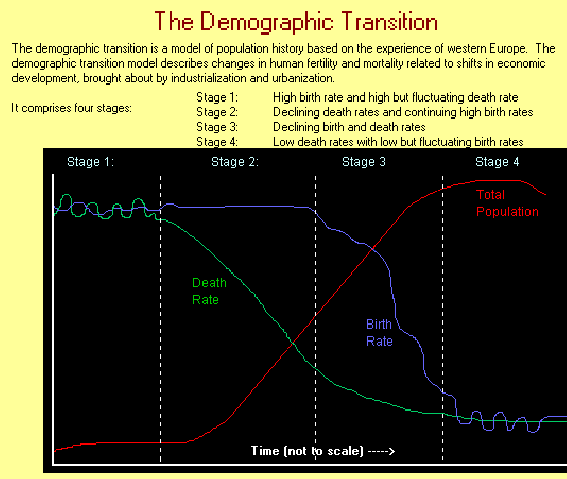 The Demographic Transition
The demographic transition is a model of population history based on the experience of western Europe. The
demographic transition model describes changes in human fertility and mortality related to shifts in economic
development, brought about by industrialization and urbanization.
It comprises four stages:
Stage 1: High birth rate and high but fluctuating death rate
Stage 2: Declining death rates and continuing high birth rates
Stage 3: Declining birth and death rates
Stage 4: Low death rates with low but fluctuating birth rates
Stage 1: Stage 2: Stage 3 Stage 4
Total
Population
Death
Rate
Birth
Rate
Time (not to scale) ----->